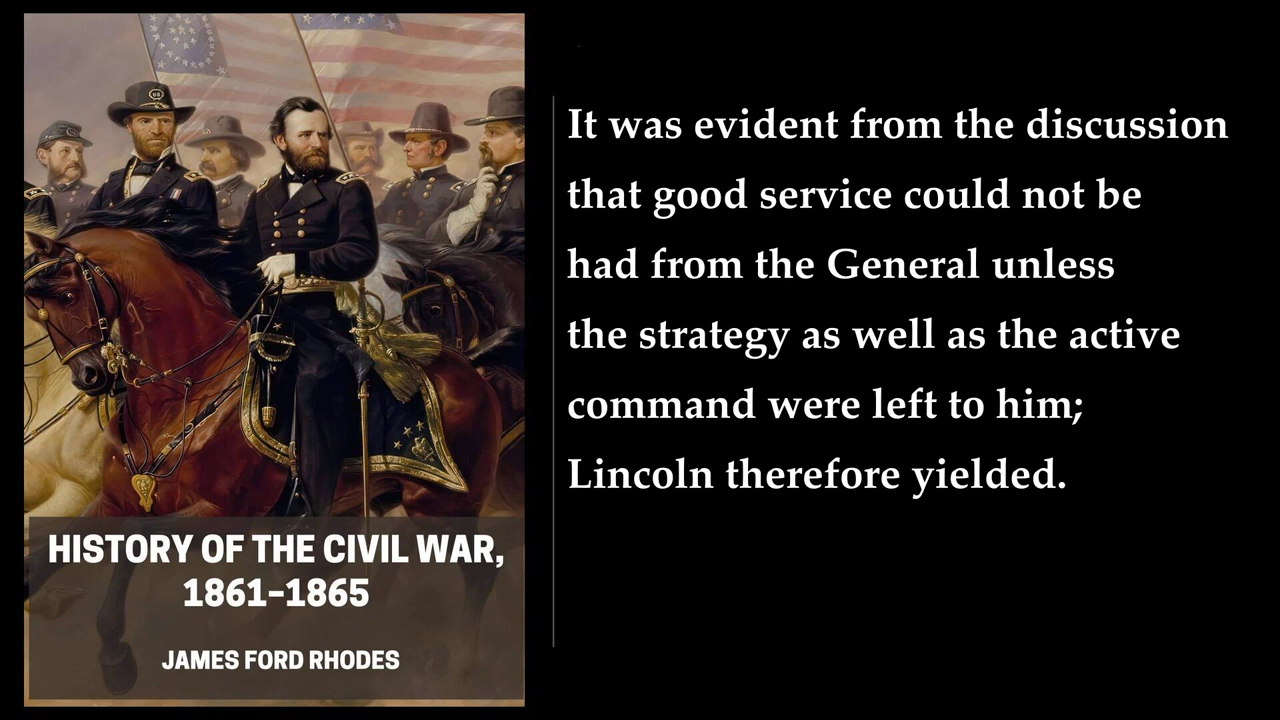 HISTORY OF THE CIVIL WAR,
1861–1865
JAMES FORD RHODES
It was evident from the discussion
that good service could not be
had from the General unless
the strategy as well as the active
command were left to him;
Lincoln therefore yielded.